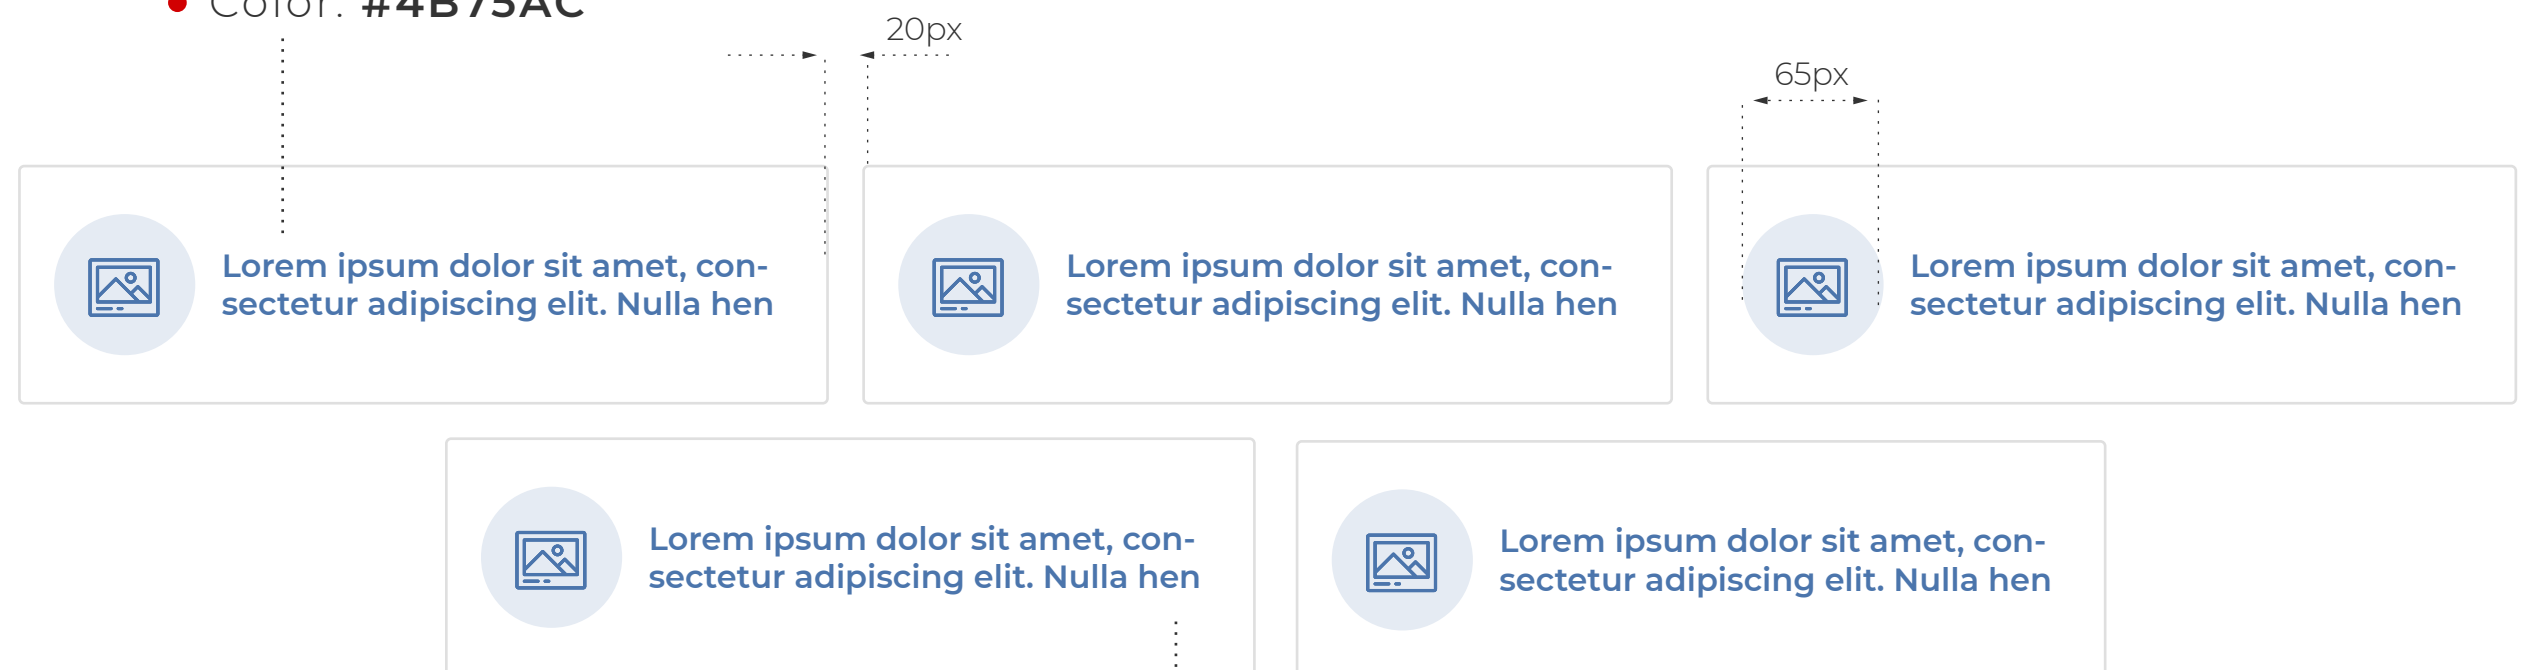 Color: #4B75AC
20px
65px
Lorem ipsum dolor sit amet, con-
sectetur adipiscing elit. Nulla hen
Lorem ipsum dolor sit amet, con-
sectetur adipiscing elit. Nulla hen
Lorem ipsum dolor sit amet, con-
sectetur adipiscing elit. Nulla hen
Lorem ipsum dolor sit amet, con-
sectetur adipiscing elit. Nulla hen
Lorem ipsum dolor sit amet, con-
sectetur adipiscing elit. Nulla hen